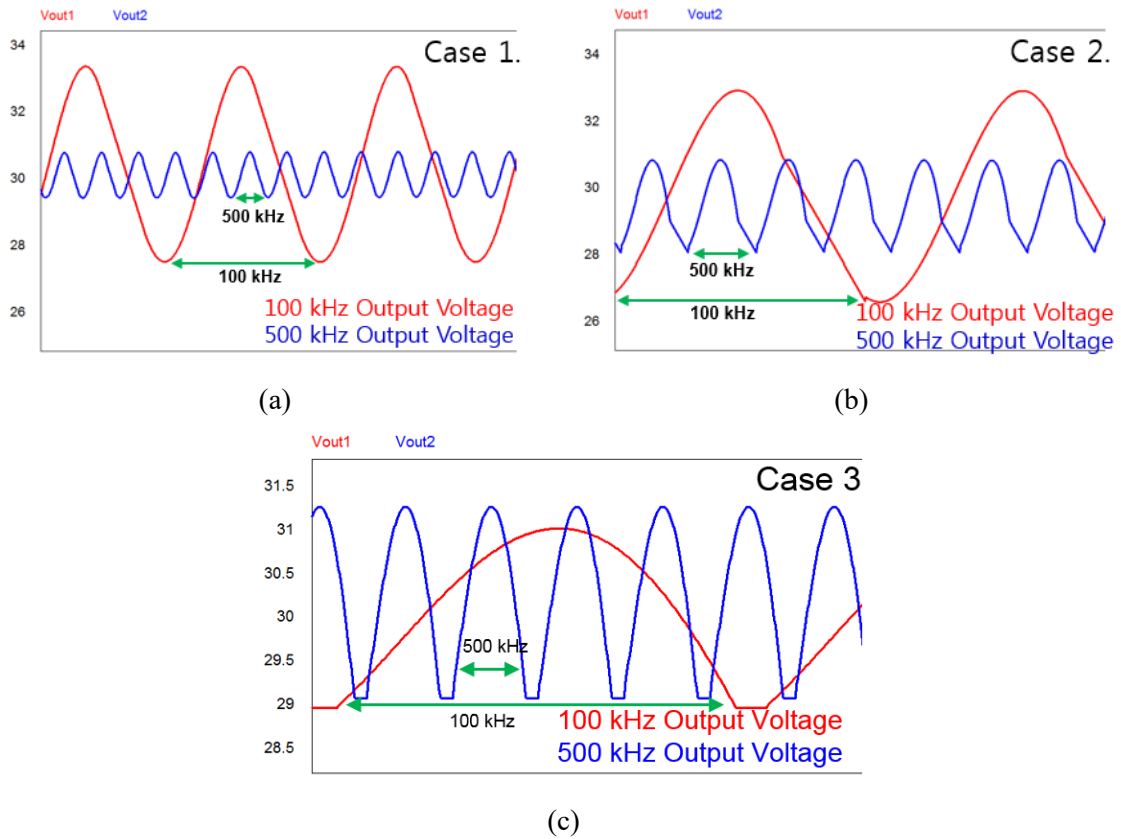 Vout1 Vout2
Case 1.
34
32
30
28
26
500 kHz
100 kHz
100 kHz Output Voltage
500 kHz Output Voltage
(a)
Vout1 Vout2
Case 2.
34
32
30
28
26
500 kHz
100 kHz
100 kHz Output Voltage
500 kHz Output Voltage
(b)
Vout1 Vout2
Case 3
31.5
31
30.5
30
29.5
29
28.5
500 kHz
100 kHz
100 kHz Output Voltage
500 kHz Output Voltage
(c)